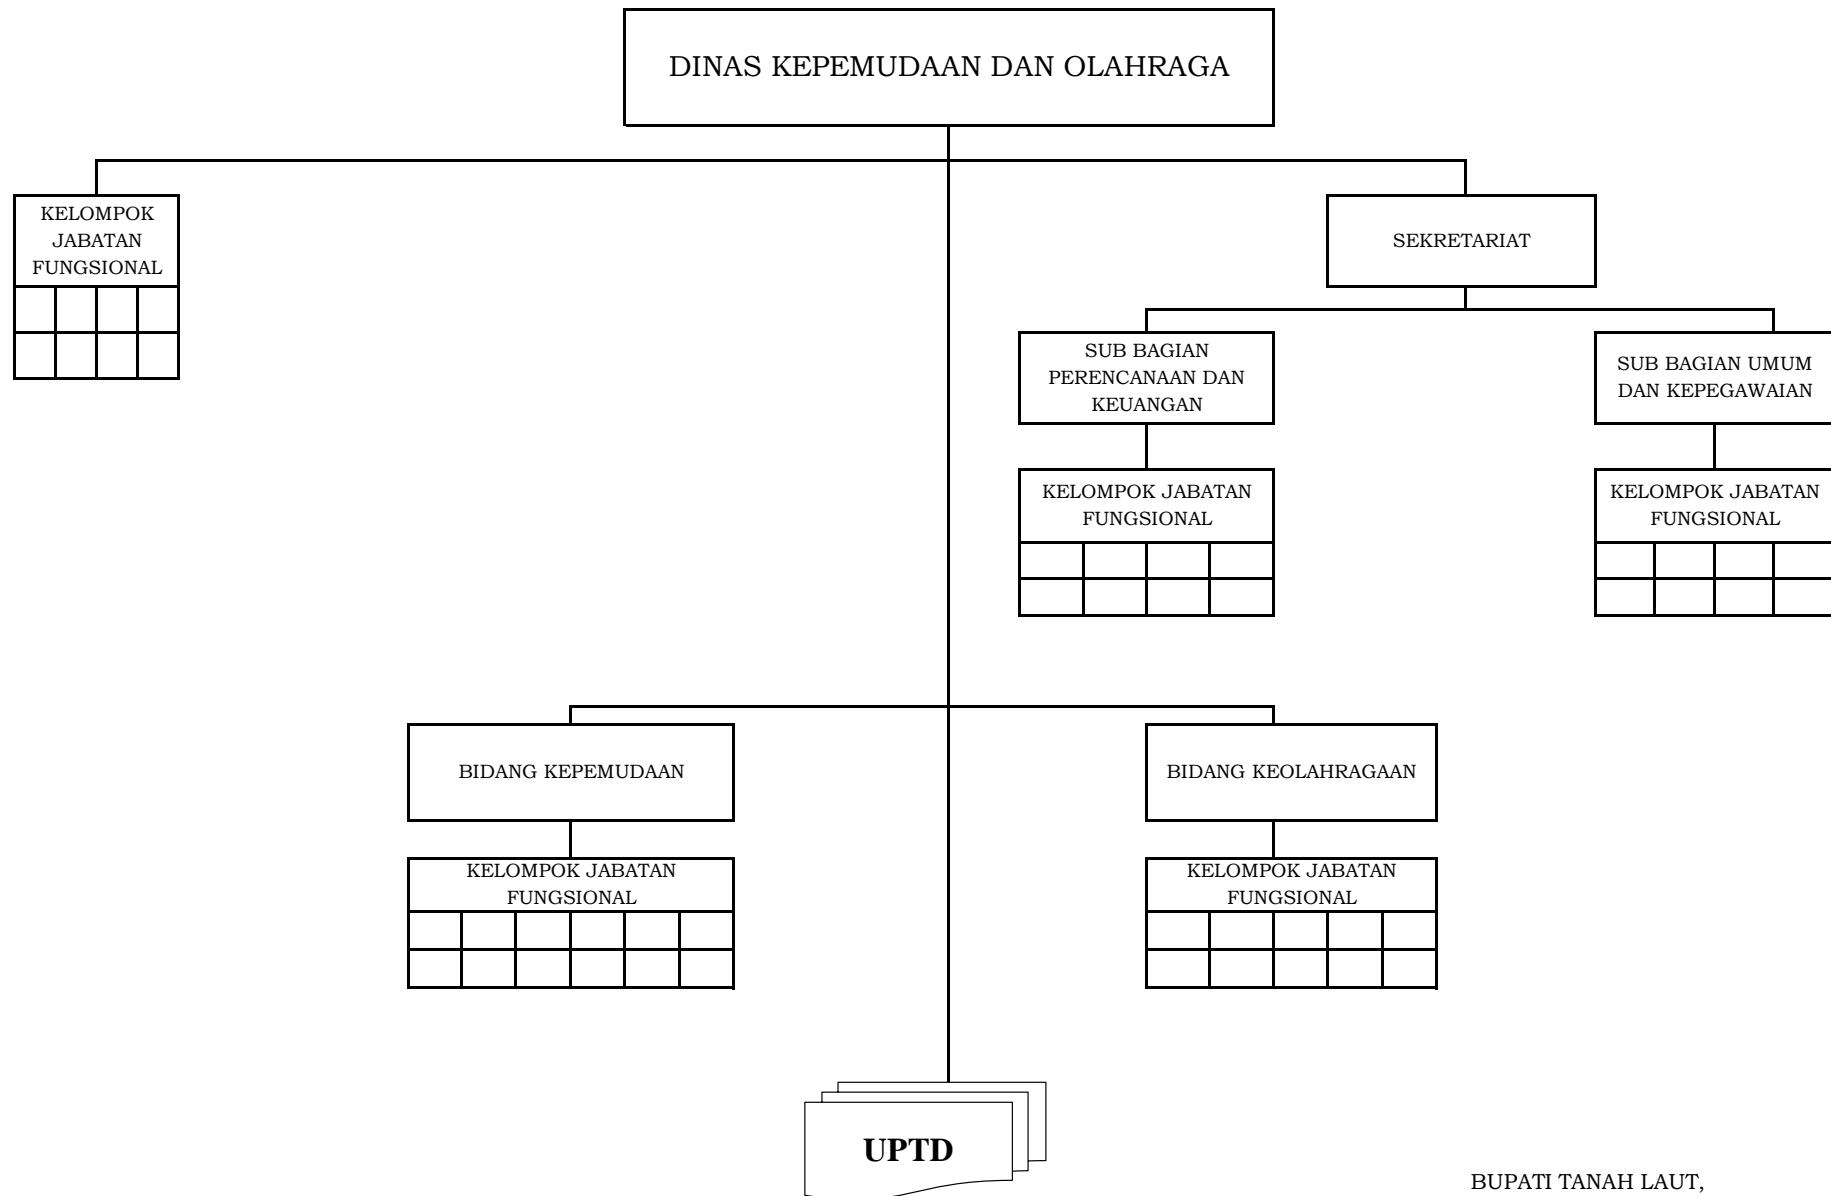 DINAS KEPEMUDAAN DAN OLAHRAGA
KELOMPOK
JABATAN
FUNGSIONAL
SEKRETARIAT
SUB BAGIAN
PERENCANAAN DAN
KEUANGAN
SUB BAGIAN UMUM
DAN KEPEGAWAIAN
KELOMPOK JABATAN
FUNGSIONAL
KELOMPOK JABATAN
FUNGSIONAL
BIDANG KEPEMUDAAN
BIDANG KEOLAHRAGAAN
KELOMPOK JABATAN
FUNGSIONAL
KELOMPOK JABATAN
FUNGSIONAL
UPTD
BUPATI TANAH LAUT,